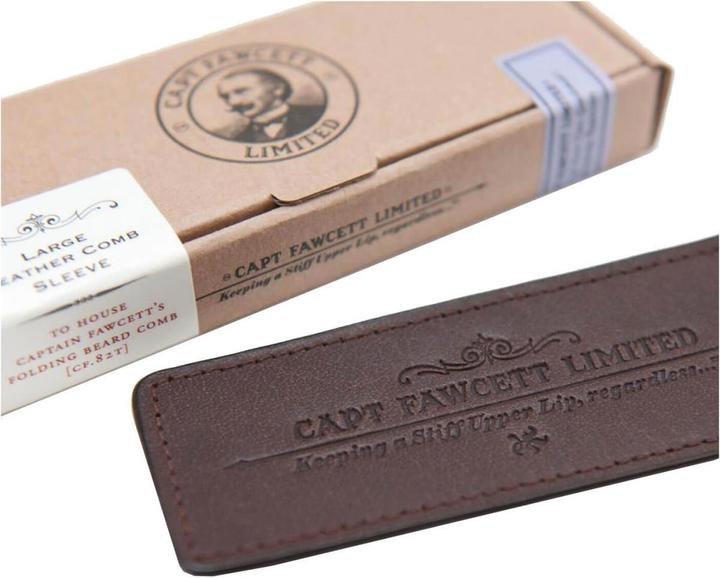 CAPT FAWCETT
LIMITED
LARGE
EATHER COMB
SLEEVE
TO HOUSE
CAPTAIN FAWCETT'S
FOLDING BEARD COMB
[CF.82T]
CAPT FAWCETT LIMITED
Keeping a Stiff Upper Lip, regardless...
CAPT FAWCETT LIMITED
Keeping a Stiff Upper Lip, regardless...